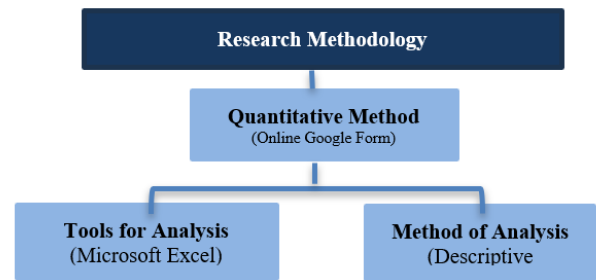 Research Methodology
Quantitative Method
(Online Google Form)
Tools for Analysis
(Microsoft Excel)
Method of Analysis
(Descriptive